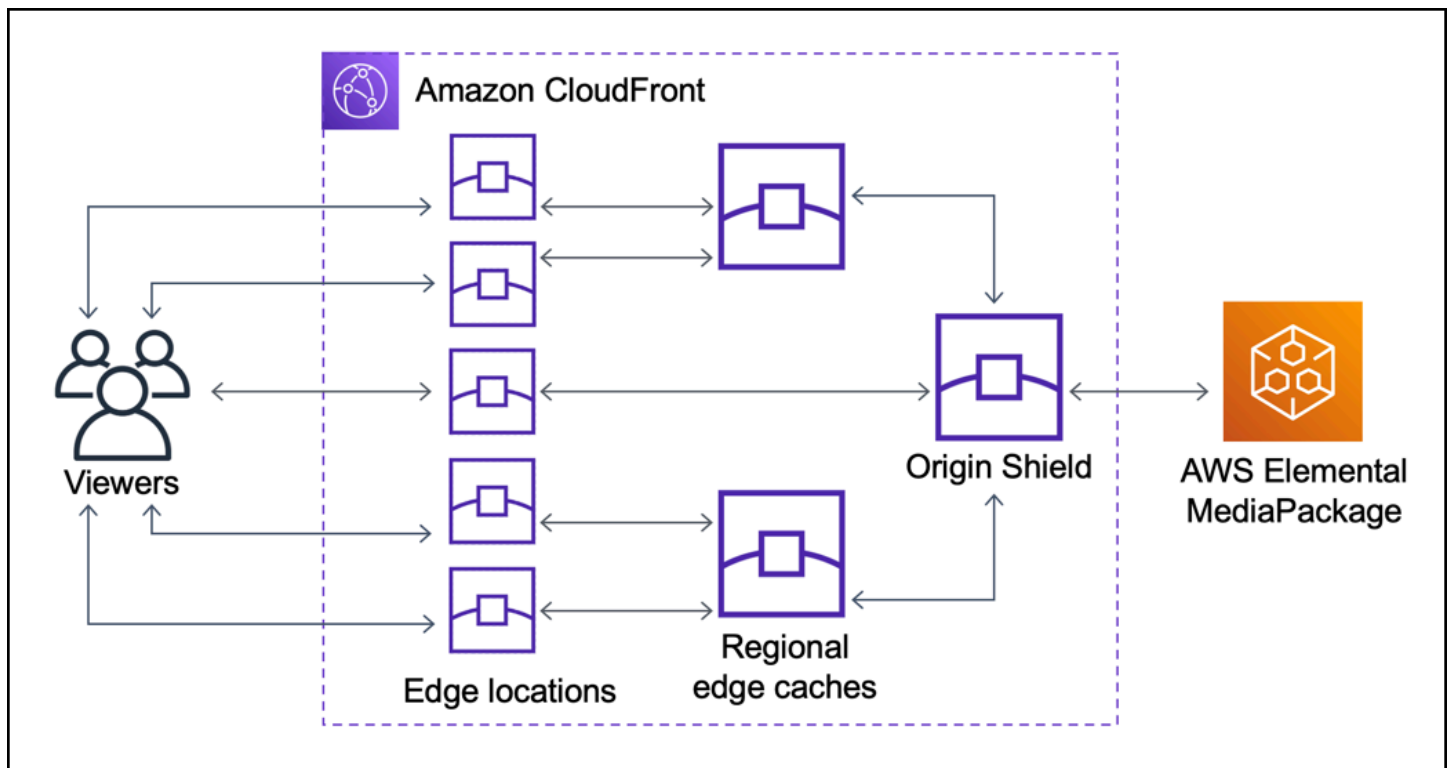 Amazon CloudFront
Viewers
Edge locations
Regional
edge caches
Origin Shield
AWS Elemental
MediaPackage